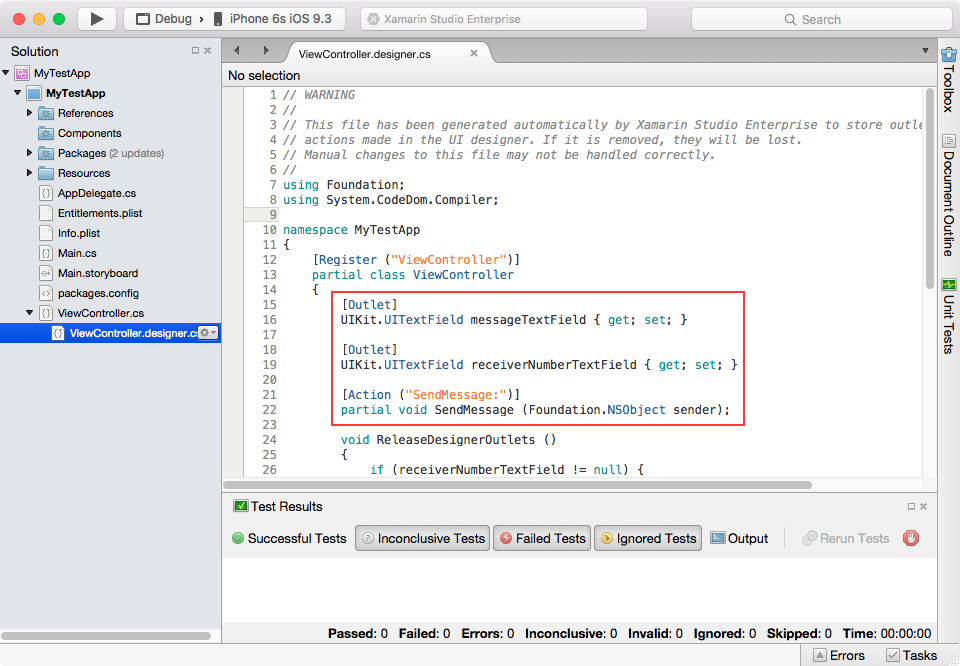 Debug › iPhone 6s iOS 9.3
Xamarin Studio Enterprise
Search
Solution
MyTestApp
MyTestApp
References
Components
Packages (2 updates)
Resources
AppDelegate.cs
Entitlements.plist
Info.plist
Main.cs
Main.storyboard
packages.config
ViewController.cs
ViewController.designer.cs
ViewController.designer.cs
No selection
1 // WARNING
2 //
3 // This file has been generated automatically by Xamarin Studio Enterprise to store outle
4 // actions made in the UI designer. If it is removed, they will be lost.
5 // Manual changes to this file may not be handled correctly.
6 //
7 using Foundation;
8 using System.CodeDom.Compiler;
9
10 namespace MyTestApp
11 {
12 [Register ("ViewController")]
13 partial class ViewController
14 {
15 [Outlet]
16 UIKit.UITextField messageTextField { get; set; }
17
18 [Outlet]
19 UIKit.UITextField receiverNumberTextField { get; set; }
20
21 [Action ("SendMessage:")]
22 partial void SendMessage (Foundation.NSObject sender);
23
24 void ReleaseDesignerOutlets ()
25 {
26 if (receiverNumberTextField != null) {
Toolbox
Document Outline
Unit Tests
Test Results
Successful Tests
Inconclusive Tests
Failed Tests
Ignored Tests
Output
Rerun Tests
Passed: 0 Failed: 0 Errors: 0 Inconclusive: 0 Invalid: 0 Ignored: 0 Skipped: 0 Time: 00:00:00
Errors
Tasks